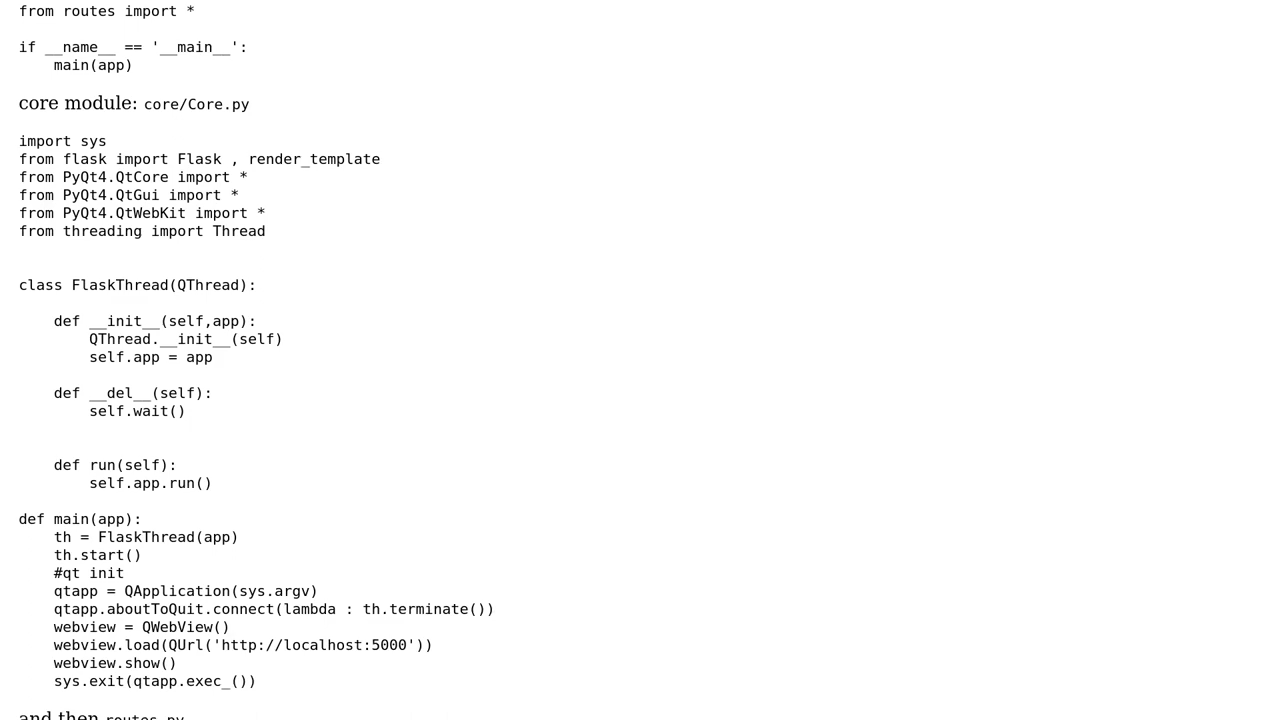 from routes import *
if __name__ == '__main__':
    main(app)
core module: core/Core.py
import sys
from flask import Flask , render_template
from PyQt4.QtCore import *
from PyQt4.QtGui import *
from PyQt4.QtWebKit import *
from threading import Thread
class FlaskThread(QThread):
    def __init__(self,app):
        QThread.__init__(self)
        self.app = app
    def __del__(self):
        self.wait()
    def run(self):
        self.app.run()
def main(app):
    th = FlaskThread(app)
    th.start()
    #qt init
    qtapp = QApplication(sys.argv)
    qtapp.aboutToQuit.connect(lambda : th.terminate())
    webview = QWebView()
    webview.load(QUrl('http://localhost:5000'))
    webview.show()
    sys.exit(qtapp.exec_())
and then routes.py